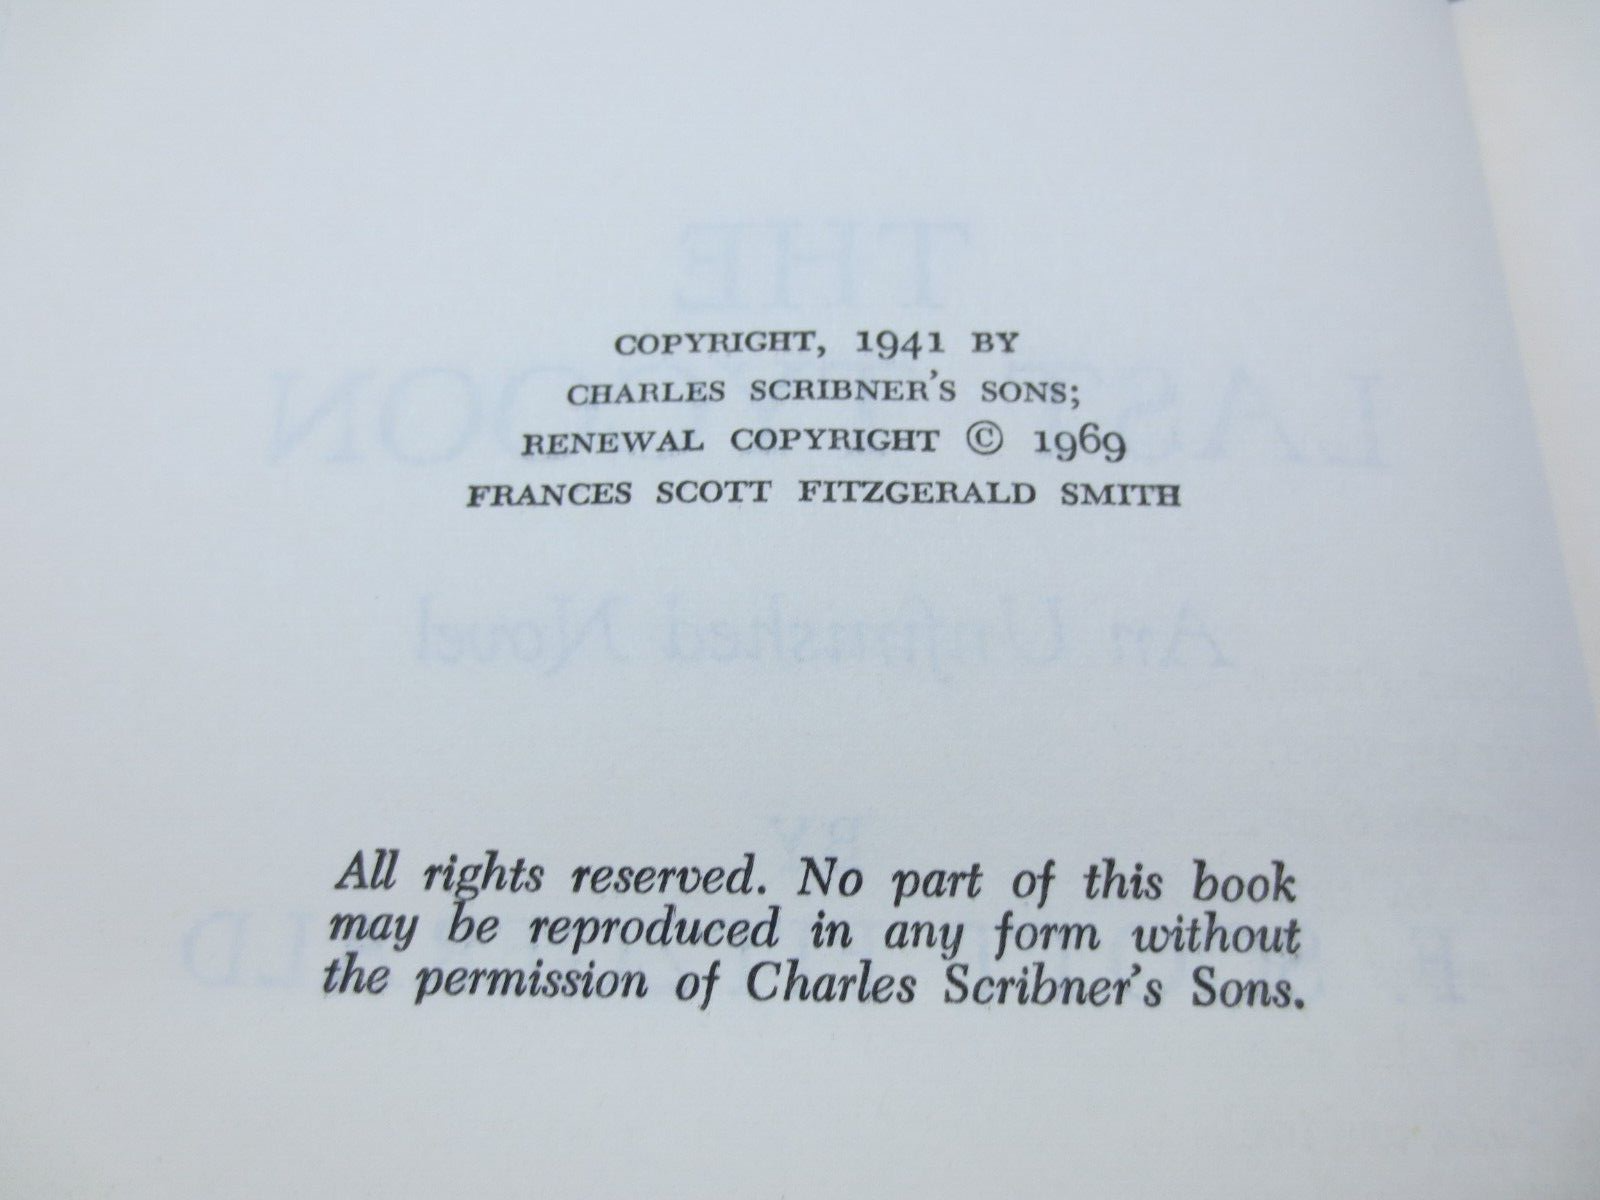 COPYRIGHT, 1941 BY
CHARLES SCRIBNER'S SONS;
RENEWAL COPYRIGHT © 1969
FRANCES SCOTT FITZGERALD SMITH
All rights reserved. No part of this book
may be reproduced in any form without
the permission of Charles Scribner's Sons.